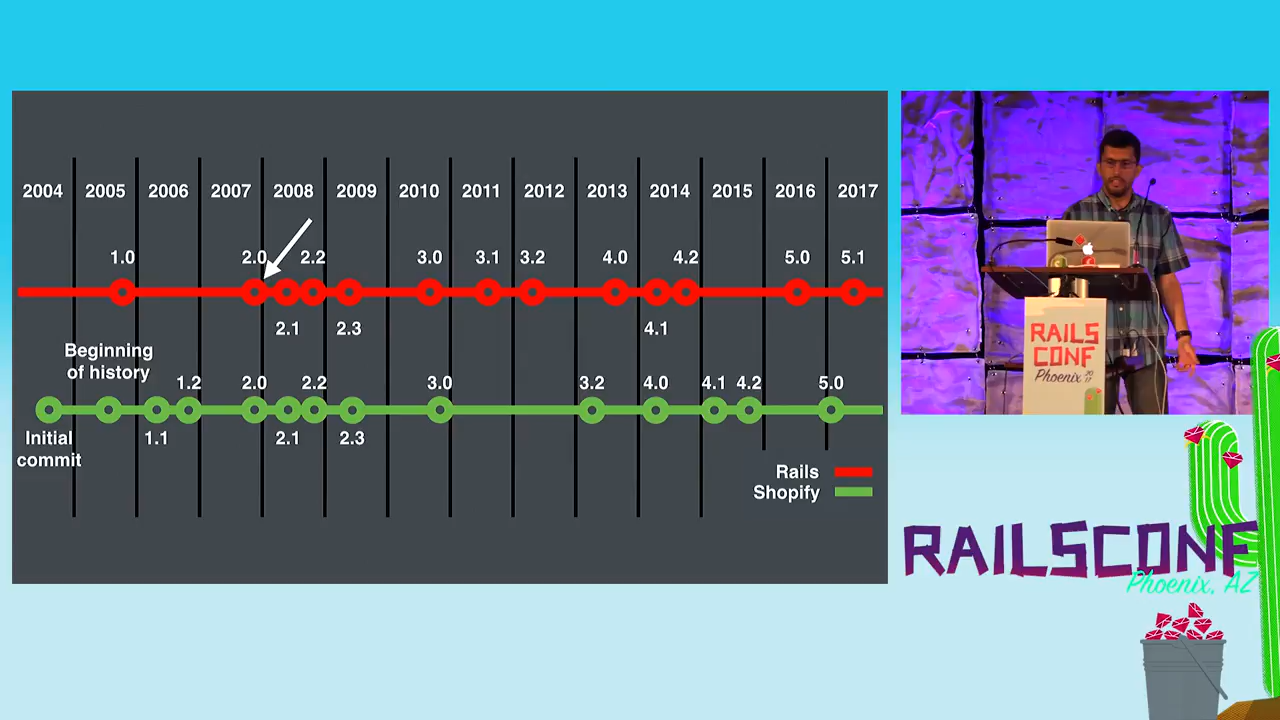 2004 2005 2006 2007 2008 2009 2010 2011 2012 2013 2014 2015 2016 2017
1.0 2.0 2.2 3.0 3.1 3.2 4.0 4.2 5.0 5.1
2.1 2.3 4.1
Beginning
of history
1.2 2.0 2.2 3.0 3.2 4.0 4.1 4.2 5.0
Initial
commit
1.1 2.1 2.3
Rails
Shopify
RAILS
CONF
Phoenix 2017
RAILSCONF
Phoenix, AZ